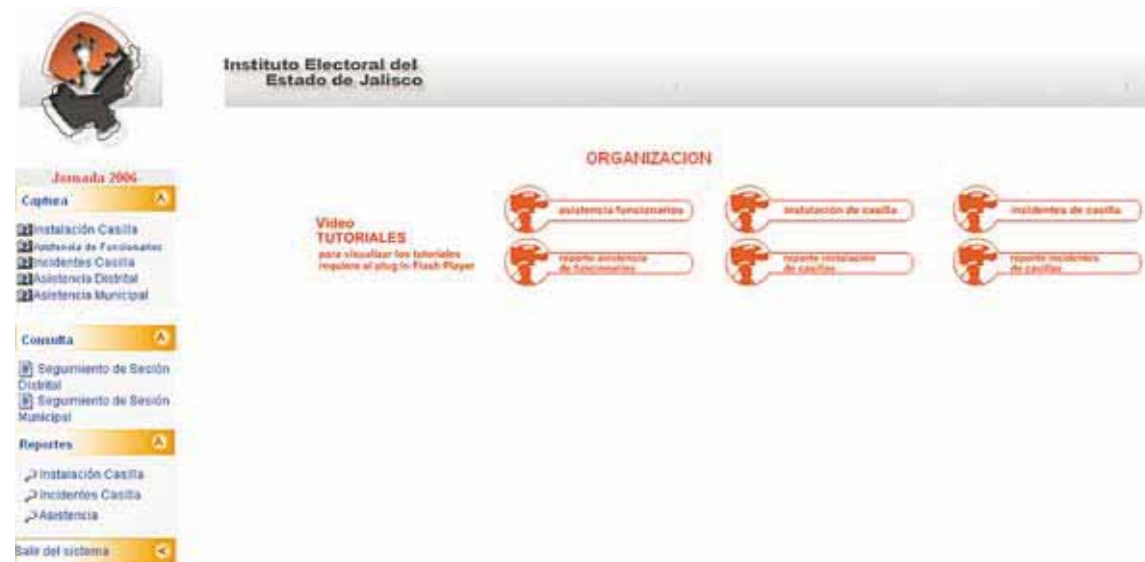 Instituto Electoral del
Estado de Jalisco
Jornada 2006
Captura
Instalación Casilla
Asistencia de Funcionarios
Incidentes Casilla
Asistencia Distrital
Asistencia Municipal
Consulta
Seguimiento de Sesión
Distrital
Seguimiento de Sesión
Municipal
Reportes
Instalación Casilla
Incidentes Casilla
Asistencia
Salir del sistema
ORGANIZACION
Video
TUTORIALES
para visualizar los tutoriales
requiere el plug in Flash Player
asistencia funcionarios
instalación de casilla
incidentes de casilla
reporte asistencia
de funcionarios
reporte instalación
de casillas
reporte incidentes
de casillas